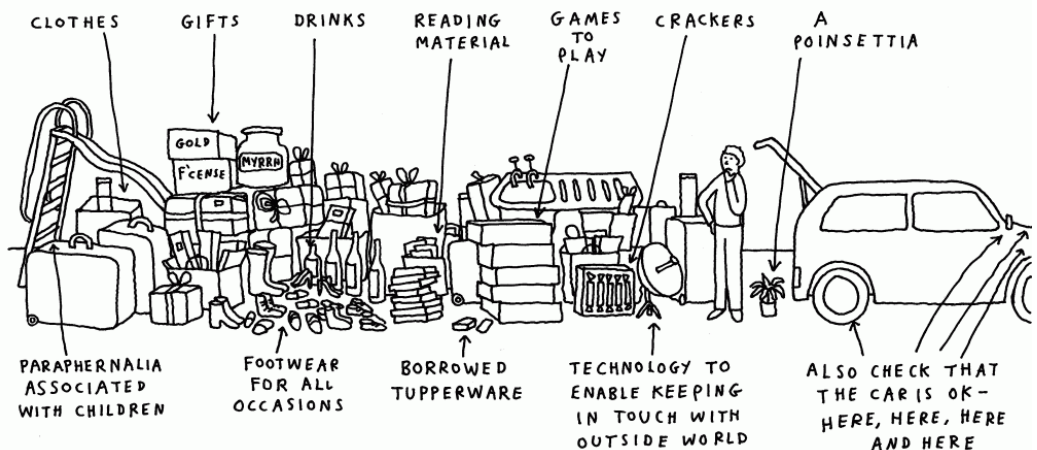 CLOTHES
GIFTS
DRINKS
READING
MATERIAL
GAMES
TO
PLAY
CRACKERS
A
POINSETTIA
GOLD
F'CENSE
MYRRH
PARAPHERNALIA
ASSOCIATED
WITH CHILDREN
FOOTWEAR
FOR ALL
OCCASIONS
BORROWED
TUPPERWARE
TECHNOLOGY TO
ENABLE KEEPING
IN TOUCH WITH
OUTSIDE WORLD
ALSO CHECK THAT
THE CAR IS OK-
HERE, HERE, HERE
AND HERE